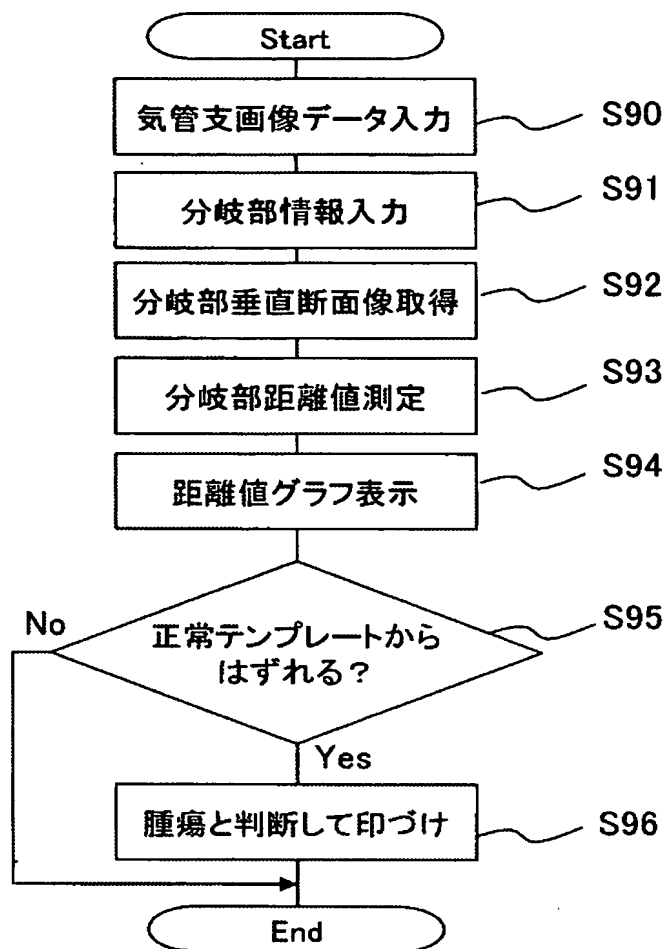 Start
気管支画像データ入力
S90
分岐部情報入力
S91
分岐部垂直断面像取得
S92
分岐部距離値測定
S93
距離値グラフ表示
S94
正常テンプレートから
はずれる？
S95
No
Yes
腫瘍と判断して印づけ
S96
End